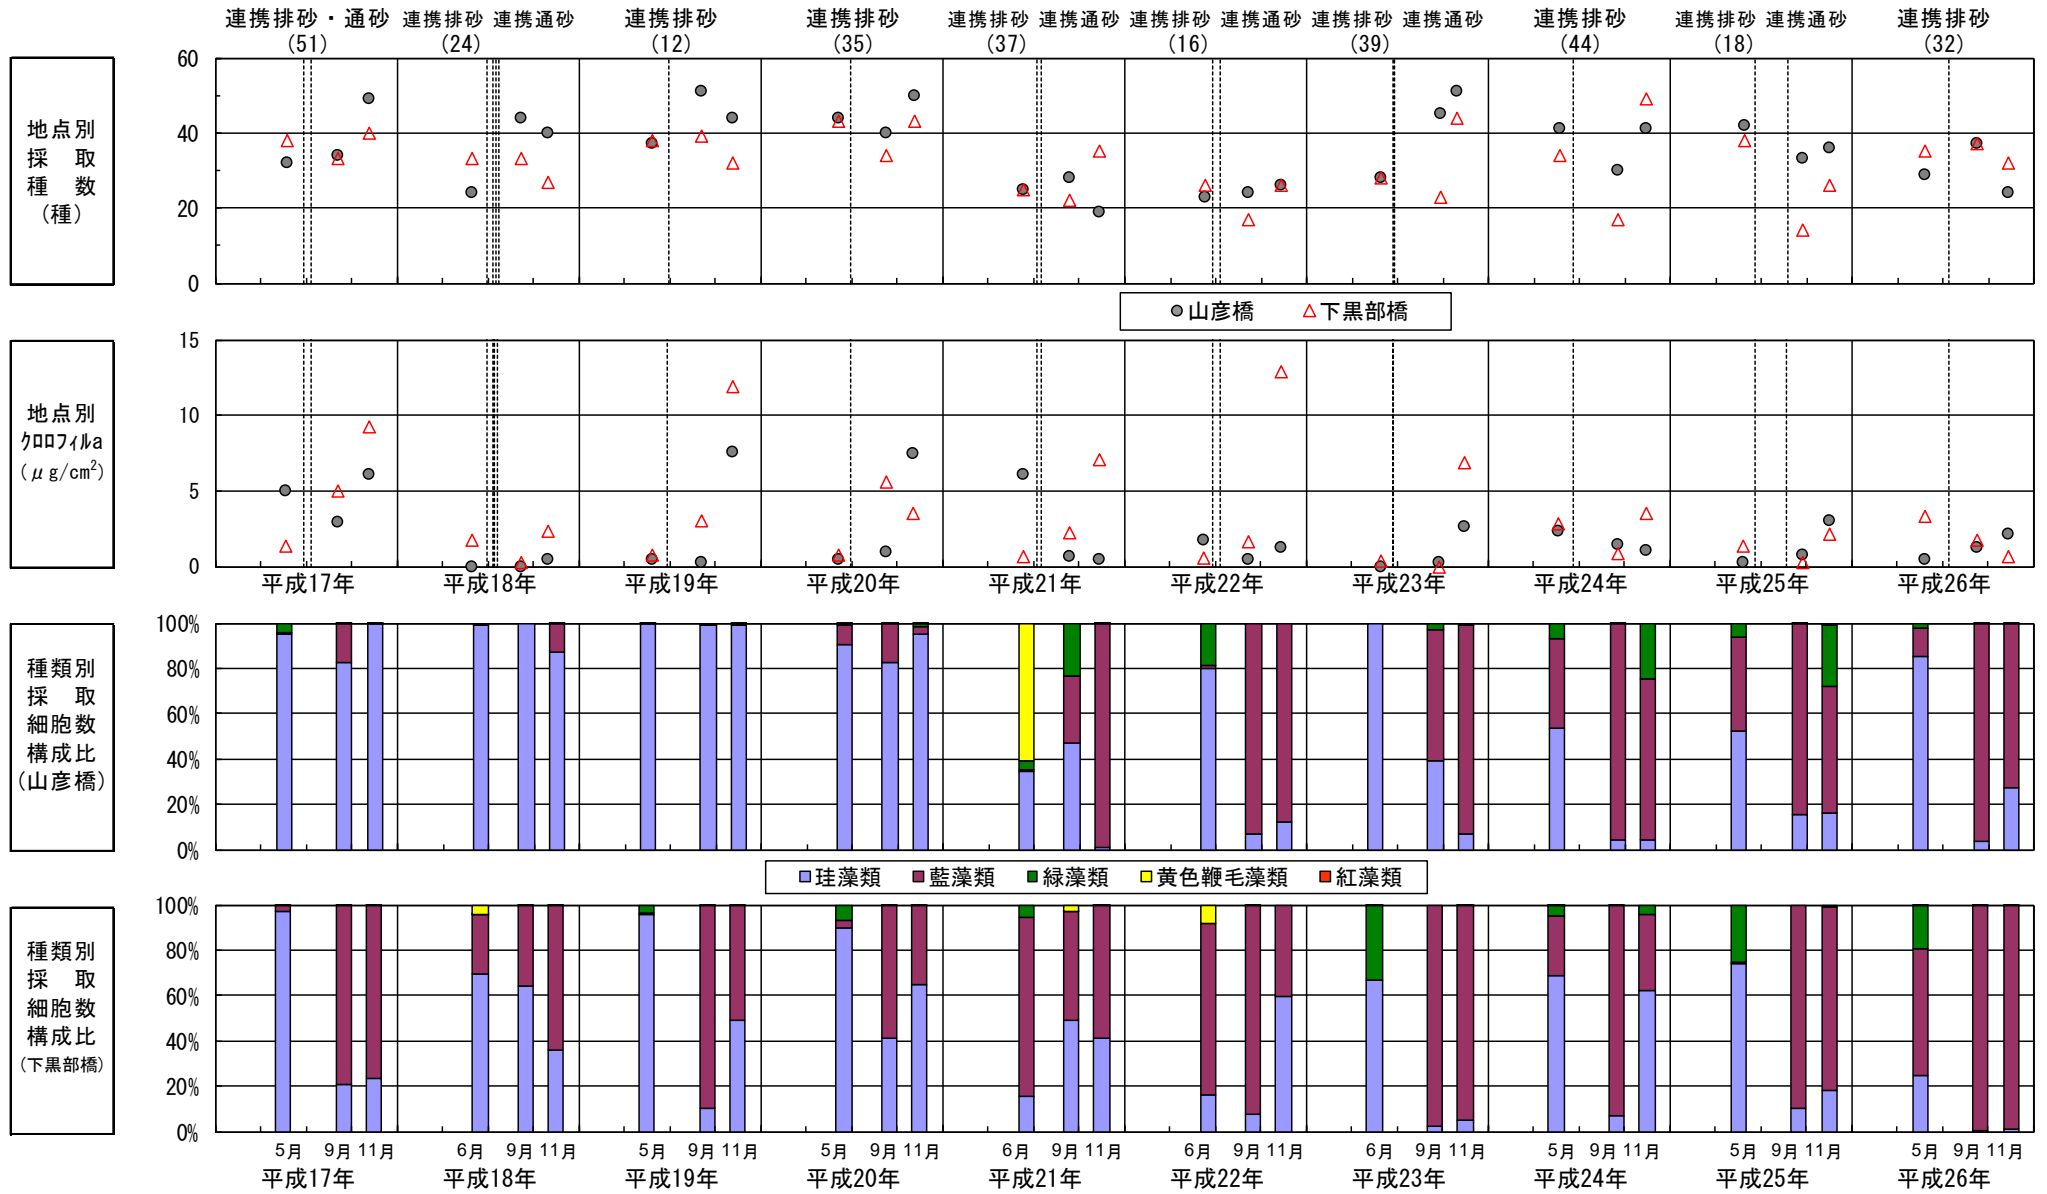 連携排砂・通砂 連携排砂 連携通砂 連携排砂 連携排砂 連携排砂 連携通砂 連携排砂 連携通砂 連携排砂 連携通砂 連携排砂 連携排砂 連携通砂 連携排砂
(51) (24) (12) (35) (37) (16) (39) (44) (18) (32)
地点別
採取
種数
(種)
60
40
20
0
山彦橋 下黒部橋
地点別
クロロフィルa
(μg/cm²)
15
10
5
0
平成17年 平成18年 平成19年 平成20年 平成21年 平成22年 平成23年 平成24年 平成25年 平成26年
種類別
採取
細胞数
構成比
(山彦橋)
100%
80%
60%
40%
20%
0%
珪藻類 藍藻類 緑藻類 黄色鞭毛藻類 紅藻類
種類別
採取
細胞数
構成比
(下黒部橋)
100%
80%
60%
40%
20%
0%
5月 9月 11月 6月 9月 11月 5月 9月 11月 5月 9月 11月 6月 9月 11月 6月 9月 11月 6月 9月 11月 5月 9月 11月 5月 9月 11月 5月 9月 11月
平成17年 平成18年 平成19年 平成20年 平成21年 平成22年 平成23年 平成24年 平成25年 平成26年